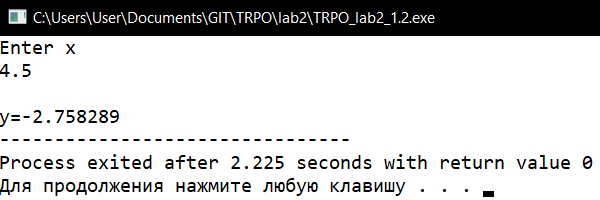 C:\Users\User\Documents\GIT\TRPO\lab2\TRPO_lab2_1.2.exe
Enter x
4.5
y=-2.758289
--------------------------------
Process exited after 2.225 seconds with return value 0
Для продолжения нажмите любую клавишу . . .